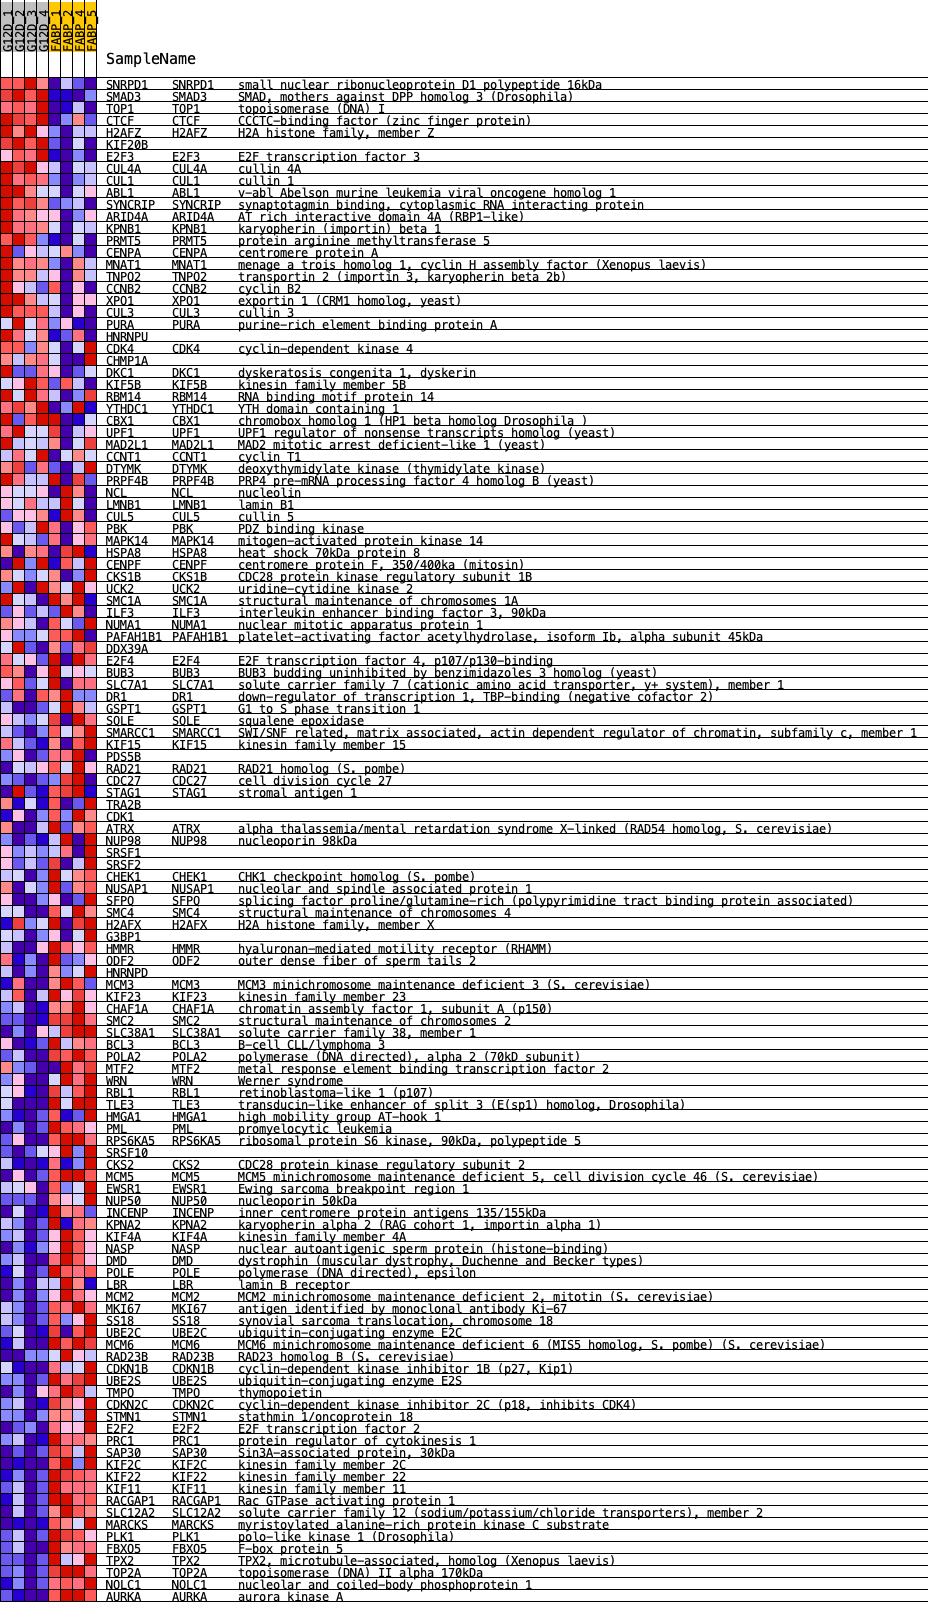 G12D_1 G12D_2 G12D_3 G12D_4 FABP_1 FABP_2 FABP_4 FABP_5
SampleName
SNRPD1 SNRPD1 small nuclear ribonucleoprotein D1 polypeptide 16kDa
SMAD3 SMAD3 SMAD, mothers against DPP homolog 3 (Drosophila)
TOP1 TOP1 topoisomerase (DNA) I
CTCF CTCF CCCTC-binding factor (zinc finger protein)
H2AFZ H2AFZ H2A histone family, member Z
KIF20B
E2F3 E2F3 E2F transcription factor 3
CUL4A CUL4A cullin 4A
CUL1 CUL1 cullin 1
ABL1 ABL1 v-abl Abelson murine leukemia viral oncogene homolog 1
SYNCRIP SYNCRIP synaptotagmin binding, cytoplasmic RNA interacting protein
ARID4A ARID4A AT rich interactive domain 4A (RBP1-like)
KPNB1 KPNB1 karyopherin (importin) beta 1
PRMT5 PRMT5 protein arginine methyltransferase 5
CENPA CENPA centromere protein A
MNAT1 MNAT1 menage a trois homolog 1, cyclin H assembly factor (Xenopus laevis)
TNPO2 TNPO2 transportin 2 (importin 3, karyopherin beta 2b)
CCNB2 CCNB2 cyclin B2
XPO1 XPO1 exportin 1 (CRM1 homolog, yeast)
CUL3 CUL3 cullin 3
PURA PURA purine-rich element binding protein A
HNRNPU
CDK4 CDK4 cyclin-dependent kinase 4
CHMP1A
DKC1 DKC1 dyskeratosis congenita 1, dyskerin
KIF5B KIF5B kinesin family member 5B
RBM14 RBM14 RNA binding motif protein 14
YTHDC1 YTHDC1 YTH domain containing 1
CBX1 CBX1 chromobox homolog 1 (HP1 beta homolog Drosophila )
UPF1 UPF1 UPF1 regulator of nonsense transcripts homolog (yeast)
MAD2L1 MAD2L1 MAD2 mitotic arrest deficient-like 1 (yeast)
CCNT1 CCNT1 cyclin T1
DTYMK DTYMK deoxythymidylate kinase (thymidylate kinase)
PRPF4B PRPF4B PRP4 pre-mRNA processing factor 4 homolog B (yeast)
NCL NCL nucleolin
LMNB1 LMNB1 lamin B1
CUL5 CUL5 cullin 5
PBK PBK PDZ binding kinase
MAPK14 MAPK14 mitogen-activated protein kinase 14
HSPA8 HSPA8 heat shock 70kDa protein 8
CENPF CENPF centromere protein F, 350/400ka (mitosin)
CKS1B CKS1B CDC28 protein kinase regulatory subunit 1B
UCK2 UCK2 uridine-cytidine kinase 2
SMC1A SMC1A structural maintenance of chromosomes 1A
ILF3 ILF3 interleukin enhancer binding factor 3, 90kDa
NUMA1 NUMA1 nuclear mitotic apparatus protein 1
PAFAH1B1 PAFAH1B1 platelet-activating factor acetylhydrolase, isoform Ib, alpha subunit 45kDa
DDX39A
E2F4 E2F4 E2F transcription factor 4, p107/p130-binding
BUB3 BUB3 BUB3 budding uninhibited by benzimidazoles 3 homolog (yeast)
SLC7A1 SLC7A1 solute carrier family 7 (cationic amino acid transporter, y+ system), member 1
DR1 DR1 down-regulator of transcription 1, TBP-binding (negative cofactor 2)
GSPT1 GSPT1 G1 to S phase transition 1
SQLE SQLE squalene epoxidase
SMARCC1 SMARCC1 SWI/SNF related, matrix associated, actin dependent regulator of chromatin, subfamily c, member 1
KIF15 KIF15 kinesin family member 15
PDS5B
RAD21 RAD21 RAD21 homolog (S. pombe)
CDC27 CDC27 cell division cycle 27
STAG1 STAG1 stromal antigen 1
TRA2B
CDK1
ATRX ATRX alpha thalassemia/mental retardation syndrome X-linked (RAD54 homolog, S. cerevisiae)
NUP98 NUP98 nucleoporin 98kDa
SRSF1
SRSF2
CHEK1 CHEK1 CHK1 checkpoint homolog (S. pombe)
NUSAP1 NUSAP1 nucleolar and spindle associated protein 1
SFPQ SFPQ splicing factor proline/glutamine-rich (polypyrimidine tract binding protein associated)
SMC4 SMC4 structural maintenance of chromosomes 4
H2AFX H2AFX H2A histone family, member X
G3BP1
HMMR HMMR hyaluronan-mediated motility receptor (RHAMM)
ODF2 ODF2 outer dense fiber of sperm tails 2
HNRNPD
MCM3 MCM3 MCM3 minichromosome maintenance deficient 3 (S. cerevisiae)
KIF23 KIF23 kinesin family member 23
CHAF1A CHAF1A chromatin assembly factor 1, subunit A (p150)
SMC2 SMC2 structural maintenance of chromosomes 2
SLC38A1 SLC38A1 solute carrier family 38, member 1
BCL3 BCL3 B-cell CLL/lymphoma 3
POLA2 POLA2 polymerase (DNA directed), alpha 2 (70kD subunit)
MTF2 MTF2 metal response element binding transcription factor 2
WRN WRN Werner syndrome
RBL1 RBL1 retinoblastoma-like 1 (p107)
TLE3 TLE3 transducin-like enhancer of split 3 (E(sp1) homolog, Drosophila)
HMGA1 HMGA1 high mobility group AT-hook 1
PML PML promyelocytic leukemia
RPS6KA5 RPS6KA5 ribosomal protein S6 kinase, 90kDa, polypeptide 5
SRSF10
CKS2 CKS2 CDC28 protein kinase regulatory subunit 2
MCM5 MCM5 MCM5 minichromosome maintenance deficient 5, cell division cycle 46 (S. cerevisiae)
EWSR1 EWSR1 Ewing sarcoma breakpoint region 1
NUP50 NUP50 nucleoporin 50kDa
INCENP INCENP inner centromere protein antigens 135/155kDa
KPNA2 KPNA2 karyopherin alpha 2 (RAG cohort 1, importin alpha 1)
KIF4A KIF4A kinesin family member 4A
NASP NASP nuclear autoantigenic sperm protein (histone-binding)
DMD DMD dystrophin (muscular dystrophy, Duchenne and Becker types)
POLE POLE polymerase (DNA directed), epsilon
LBR LBR lamin B receptor
MCM2 MCM2 MCM2 minichromosome maintenance deficient 2, mitotin (S. cerevisiae)
MKI67 MKI67 antigen identified by monoclonal antibody Ki-67
SS18 SS18 synovial sarcoma translocation, chromosome 18
UBE2C UBE2C ubiquitin-conjugating enzyme E2C
MCM6 MCM6 MCM6 minichromosome maintenance deficient 6 (MIS5 homolog, S. pombe) (S. cerevisiae)
RAD23B RAD23B RAD23 homolog B (S. cerevisiae)
CDKN1B CDKN1B cyclin-dependent kinase inhibitor 1B (p27, Kip1)
UBE2S UBE2S ubiquitin-conjugating enzyme E2S
TMPO TMPO thymopoietin
CDKN2C CDKN2C cyclin-dependent kinase inhibitor 2C (p18, inhibits CDK4)
STMN1 STMN1 stathmin 1/oncoprotein 18
E2F2 E2F2 E2F transcription factor 2
PRC1 PRC1 protein regulator of cytokinesis 1
SAP30 SAP30 Sin3A-associated protein, 30kDa
KIF2C KIF2C kinesin family member 2C
KIF22 KIF22 kinesin family member 22
KIF11 KIF11 kinesin family member 11
RACGAP1 RACGAP1 Rac GTPase activating protein 1
SLC12A2 SLC12A2 solute carrier family 12 (sodium/potassium/chloride transporters), member 2
MARCKS MARCKS myristoylated alanine-rich protein kinase C substrate
PLK1 PLK1 polo-like kinase 1 (Drosophila)
FBXO5 FBXO5 F-box protein 5
TPX2 TPX2 TPX2, microtubule-associated, homolog (Xenopus laevis)
TOP2A TOP2A topoisomerase (DNA) II alpha 170kDa
NOLC1 NOLC1 nucleolar and coiled-body phosphoprotein 1
AURKA AURKA aurora kinase A